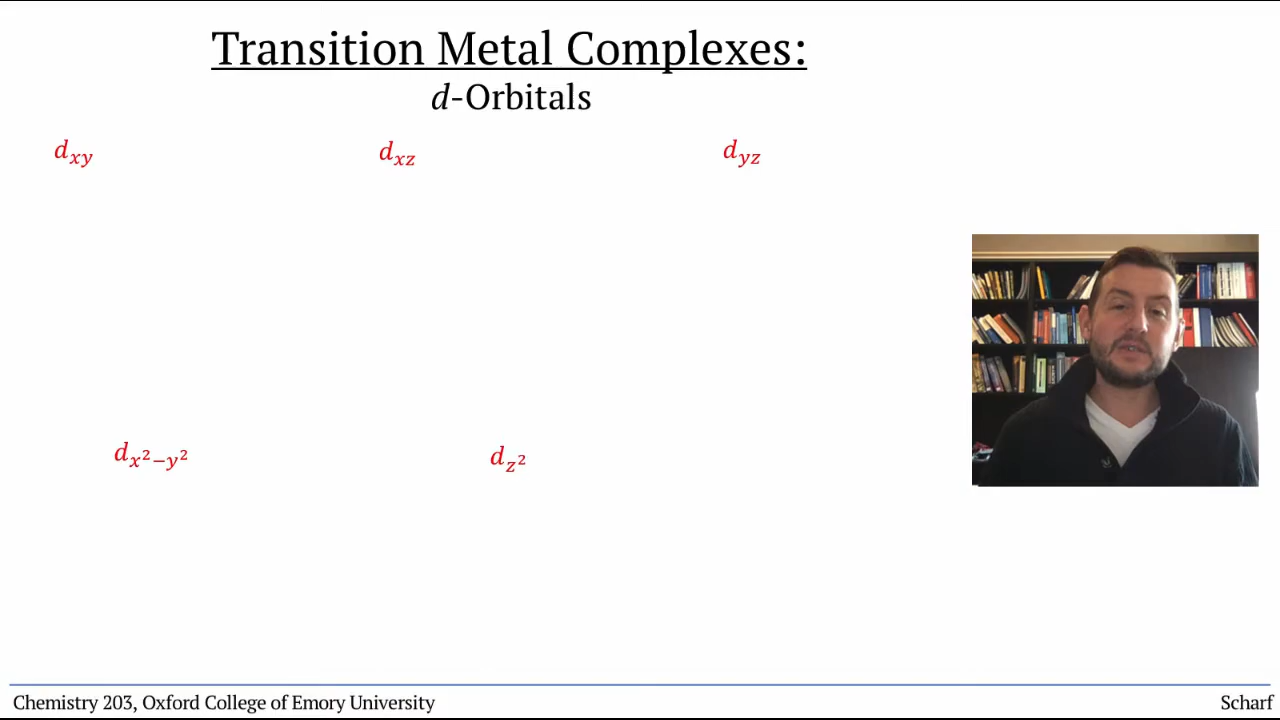 Transition Metal Complexes:
d-Orbitals
dxy dxz dyz
dx²−y² dz²
Chemistry 203, Oxford College of Emory University Scharf